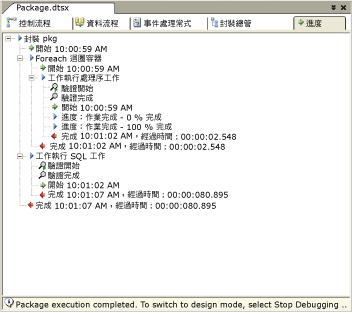 Package.dtsx
控制流程 資料流程 事件處理常式 封裝總管 進度
封裝 pkg
開始 10:00:59 AM
Foreach 迴圈容器
開始 10:00:59 AM
工作執行處理序工作
驗證開始
驗證完成
開始 10:00:59 AM
進度：作業完成 - 0 % 完成
進度：作業完成 - 100 % 完成
完成 10:01:02 AM，經過時間：00:00:02.548
完成 10:01:02 AM，經過時間：00:00:02.548
工作執行 SQL 工作
驗證開始
驗證完成
開始 10:01:02 AM
完成 10:01:07 AM，經過時間：00:00:080.895
完成 10:01:07 AM，經過時間：00:00:080.895
Package execution completed. To switch to design mode, select Stop Debugging ..